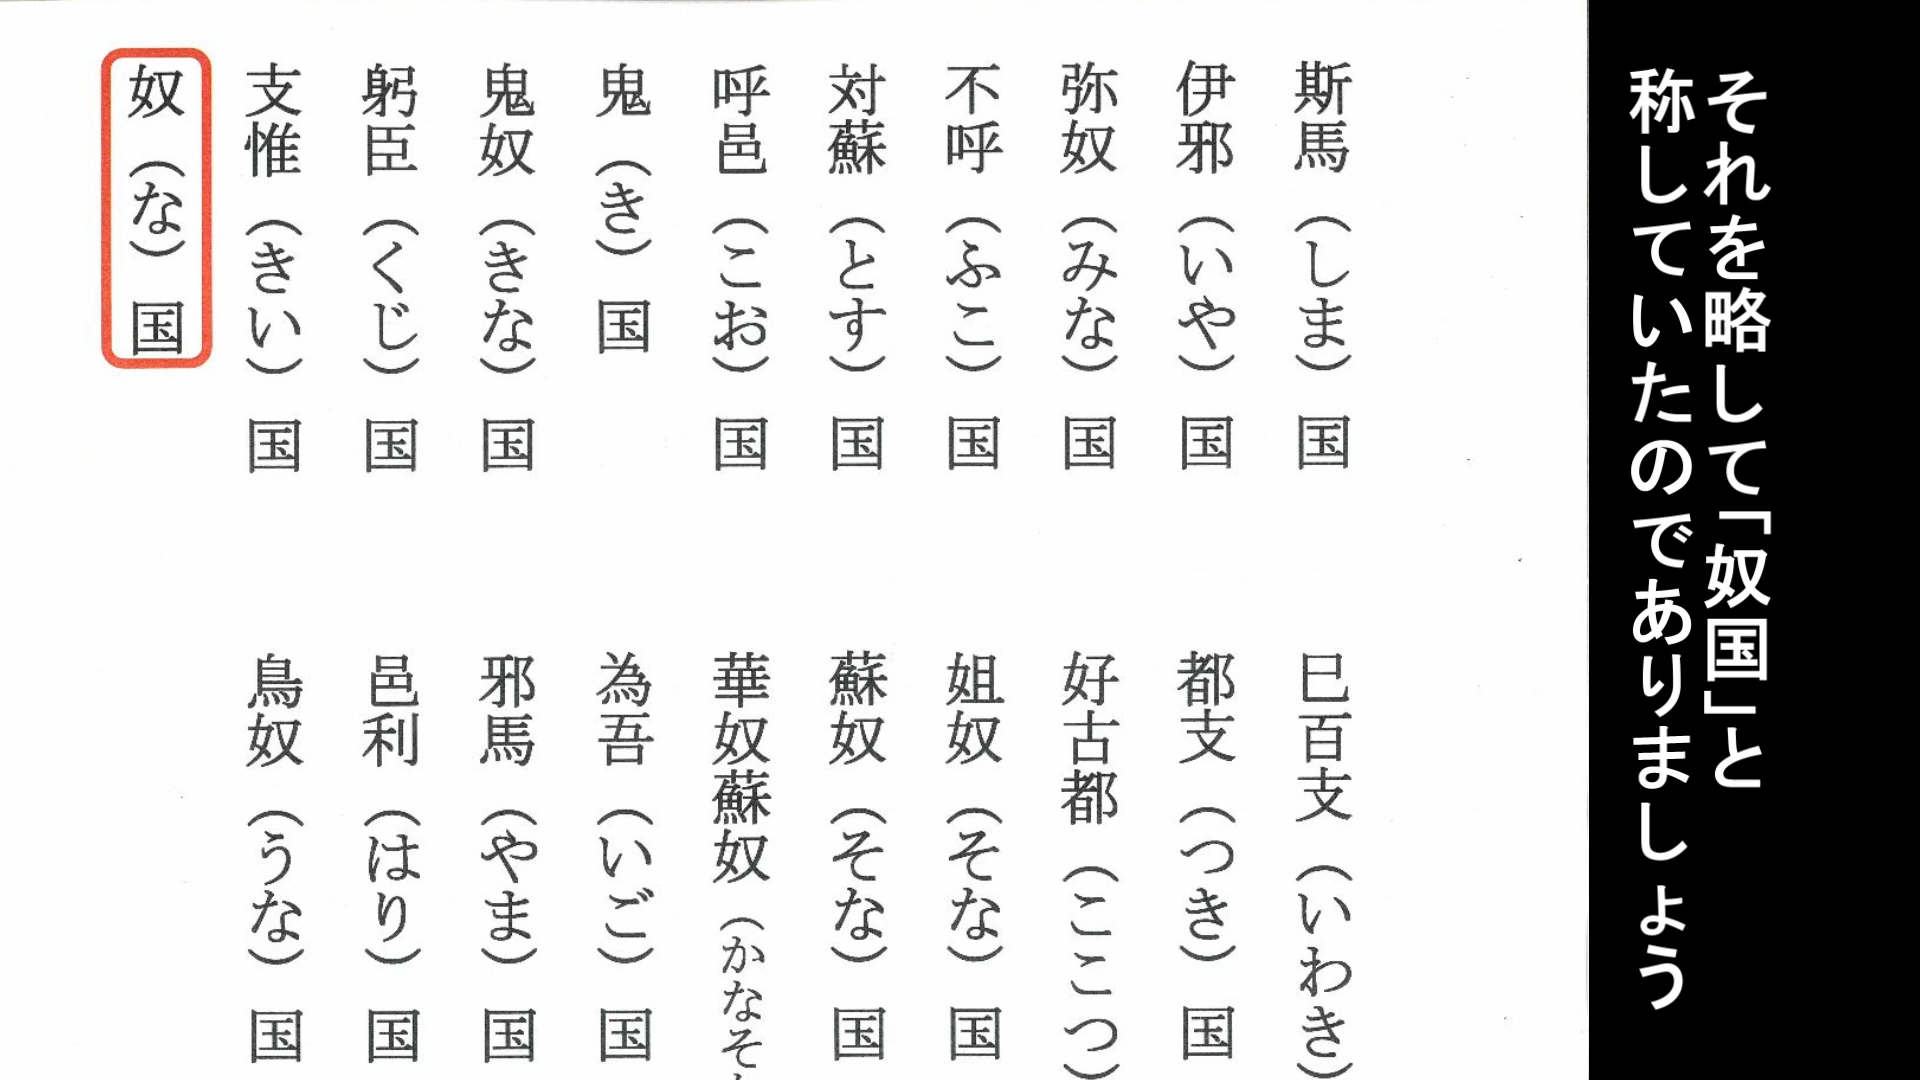 それを略して「奴国」と
称していたのでありましょう
斯馬（しま）国
伊邪（いや）国
弥奴（みな）国
不呼（ふこ）国
対蘇（とす）国
呼邑（こお）国
鬼（き）国
鬼奴（きな）国
躬臣（くじ）国
支惟（きい）国
奴（な）国
巳百支（いわき）
都支（つき）国
好古都（ここつ）
姐奴（そな）国
蘇奴（そな）国
華奴蘇奴（かなそ
為吾（いご）国
邪馬（やま）国
邑利（はり）国
鳥奴（うな）国